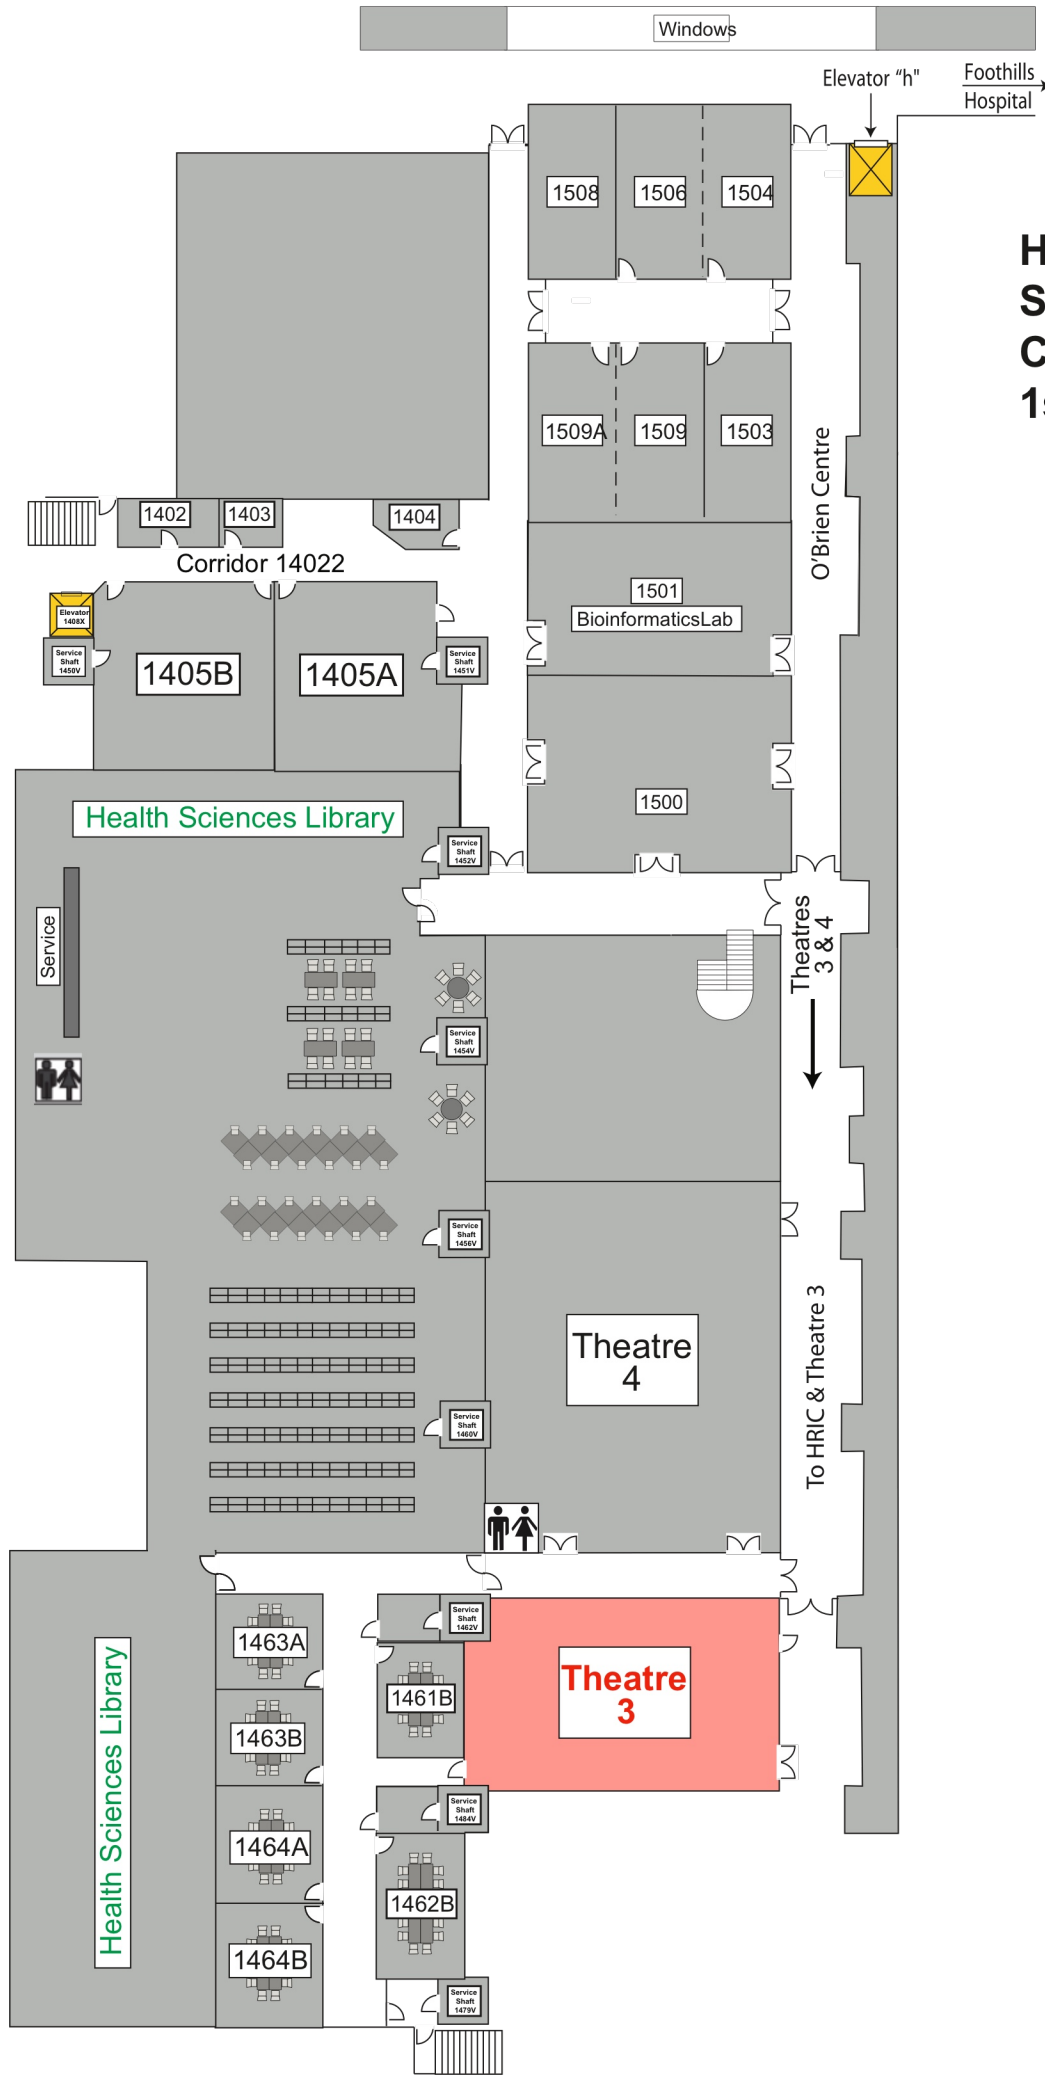 Windows
Elevator “h"
Foothills
Hospital
1508
1506
1504
H
S
C
1s
1509A
1509
1503
O’Brien Centre
1402
1403
1404
Corridor 14022
1501
BioinformaticsLab
Elevator
1408X
Service
Shaft
1450V
1405B
1405A
Service
Shaft
1451V
1500
Health Sciences Library
Service
Shaft
1452V
Service
Theatres
3 & 4
Service
Shaft
1454V
Service
Shaft
1456V
Theatre
4
To HRIC & Theatre 3
Service
Shaft
1460V
1463A
Service
Shaft
1462V
1461B
Theatre
3
1463B
Health Sciences Library
Service
Shaft
1484V
1464A
1462B
1464B
Service
Shaft
1479V